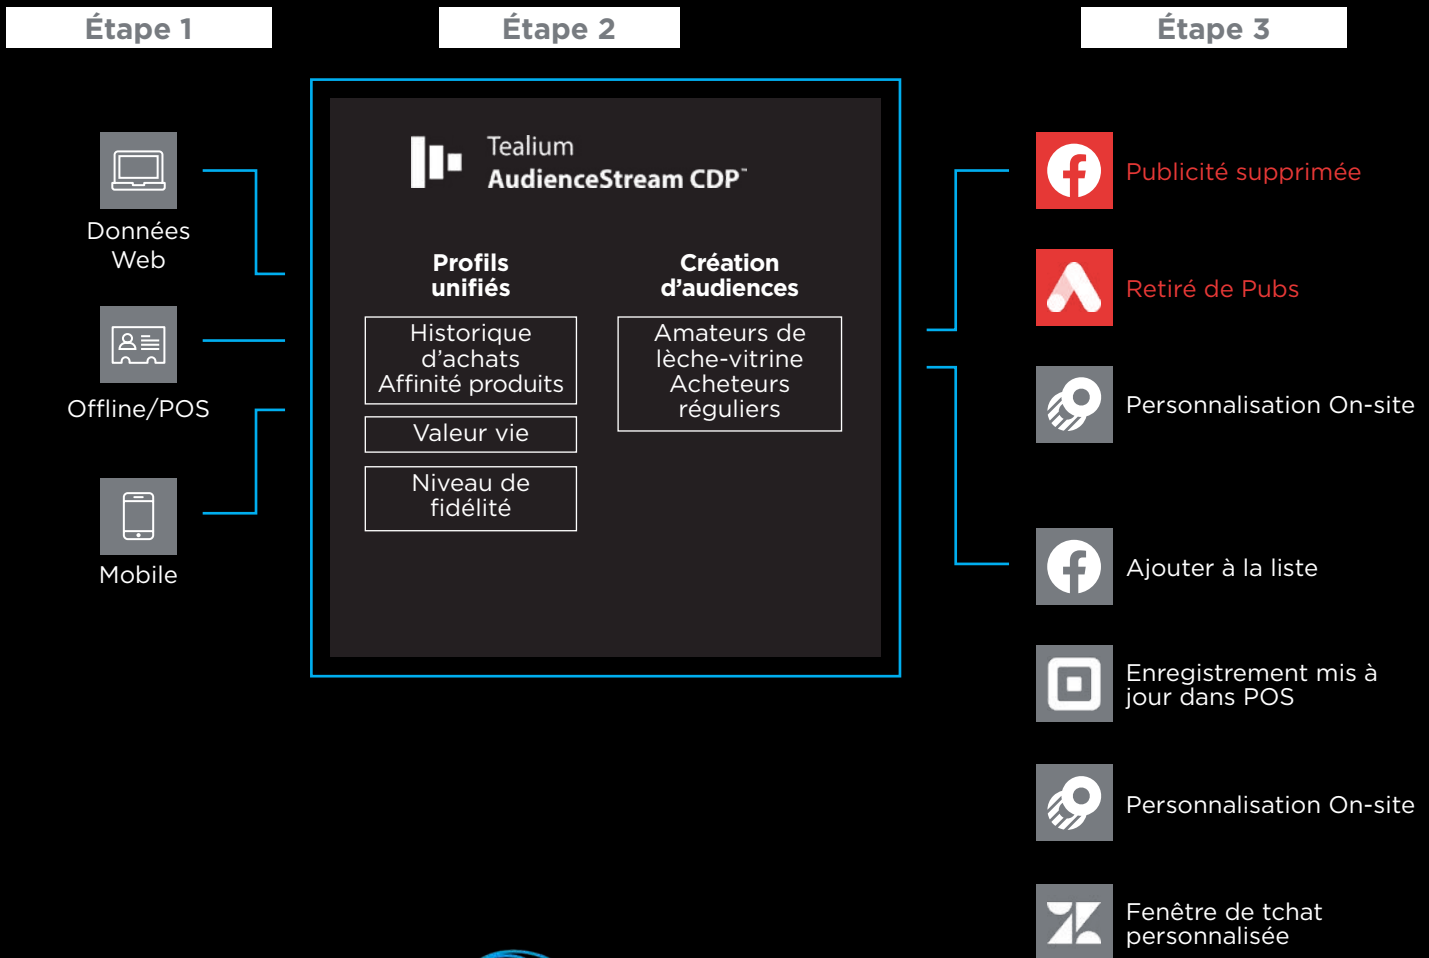 Étape 1
Étape 2
Étape 3
Données
Web
Offline/POS
Mobile
Tealium
AudienceStream CDP™
Profils
unifiés
Historique
d’achats
Affinité produits
Valeur vie
Niveau de
fidélité
Création
d’audiences
Amateurs de
lèche-vitrine
Acheteurs
réguliers
Publicité supprimée
Retiré de Pubs
Personnalisation On-site
Ajouter à la liste
Enregistrement mis à
jour dans POS
Personnalisation On-site
Fenêtre de tchat
personnalisée